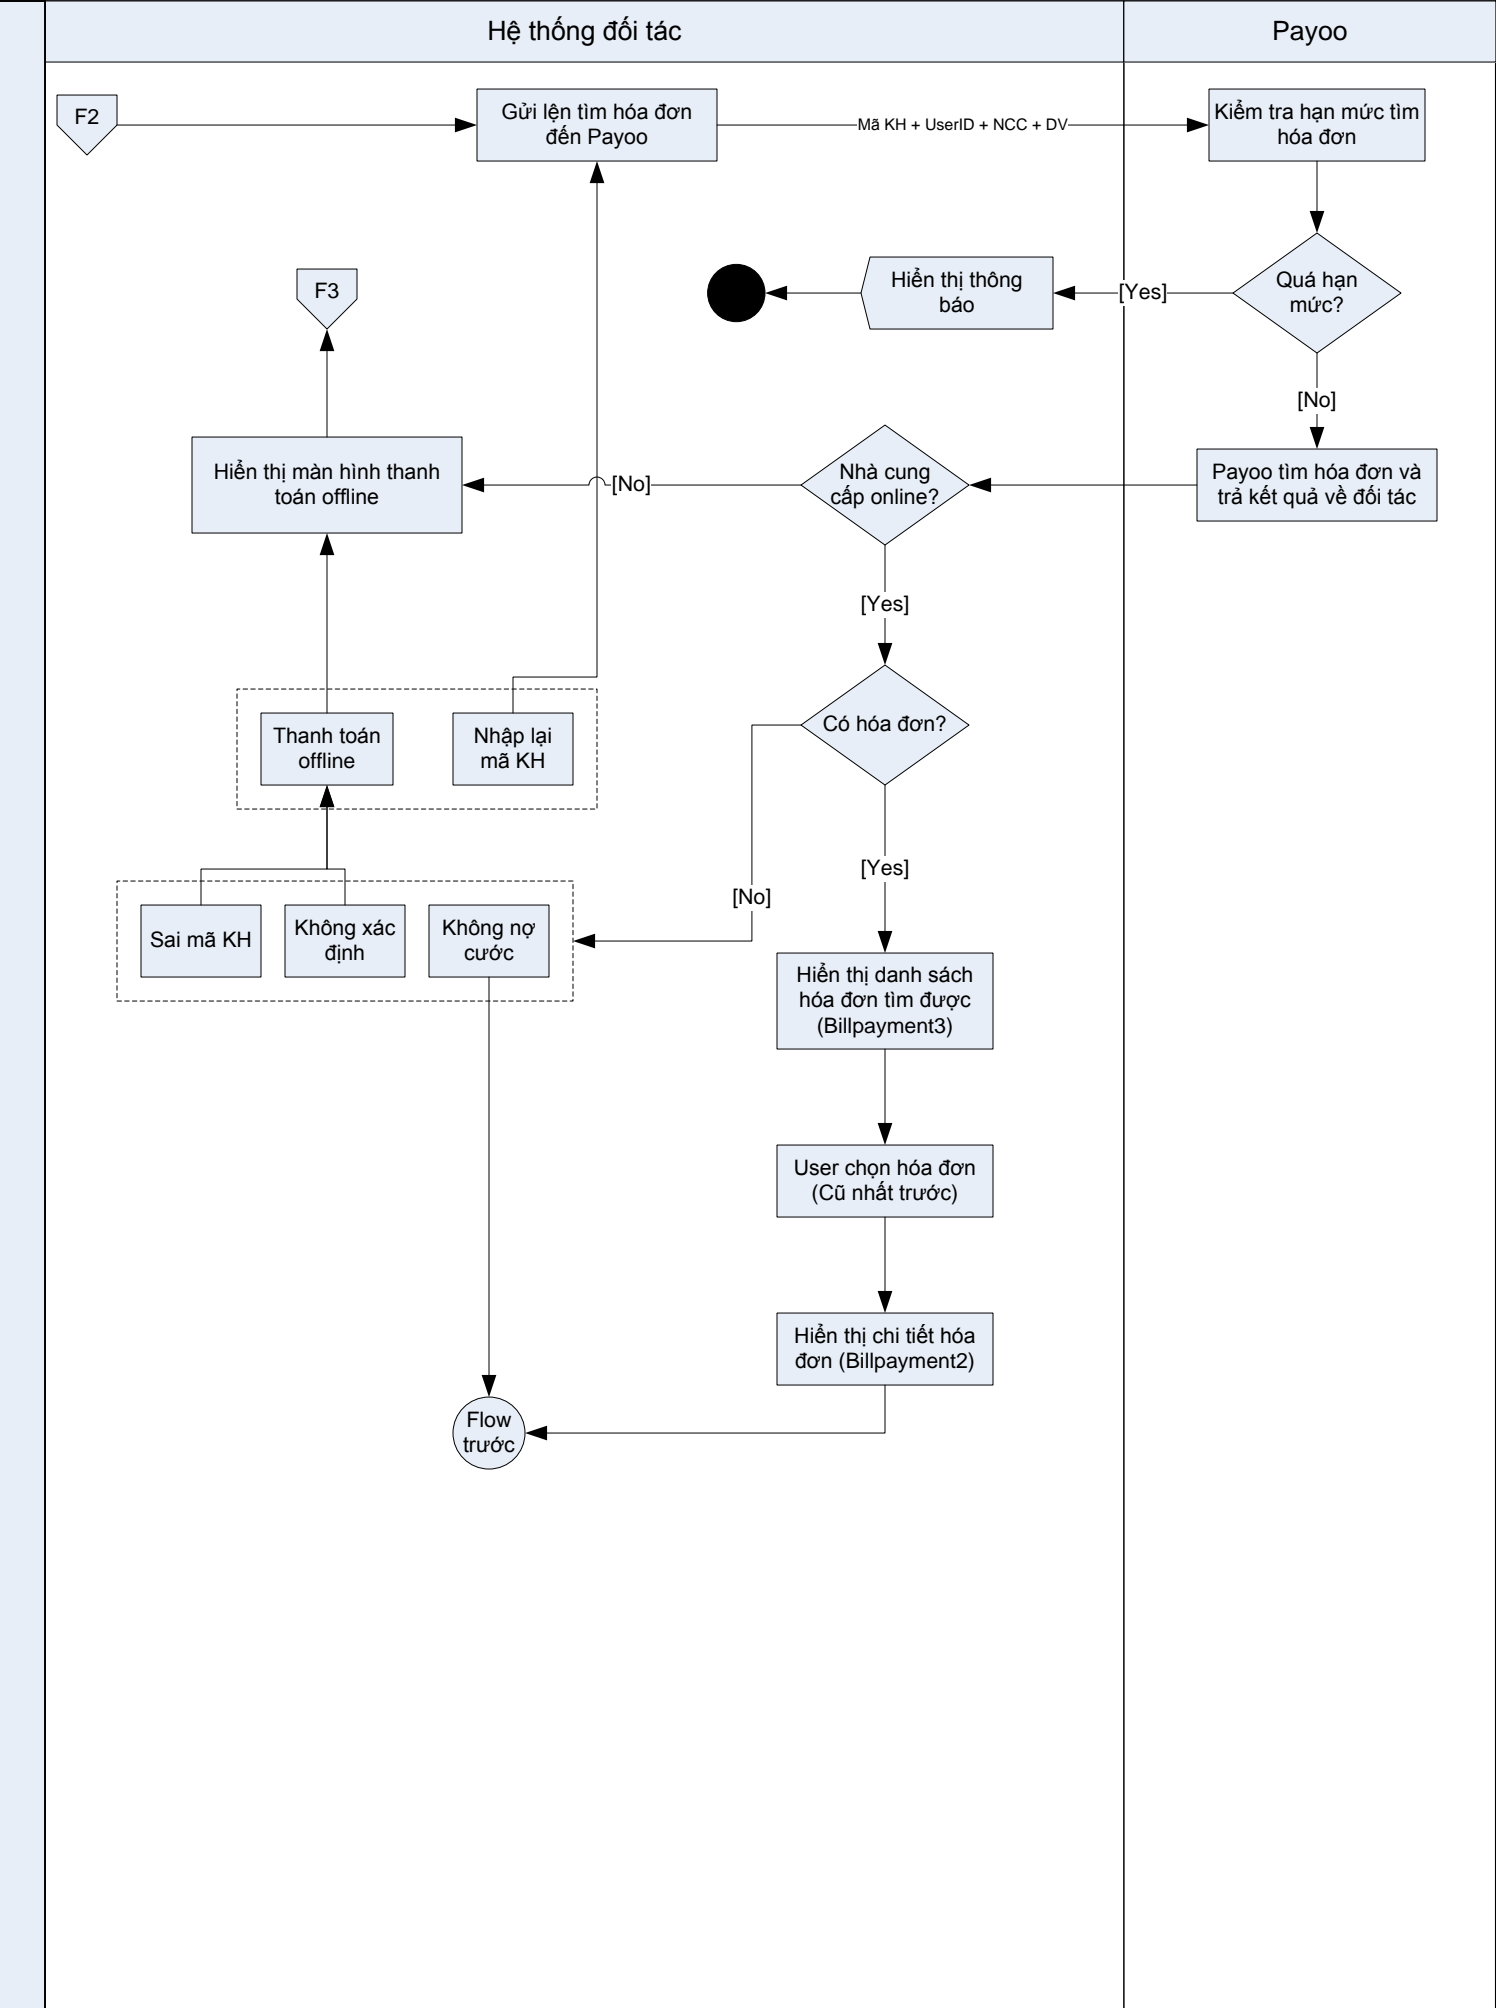 Hệ thống đối tác
Payoo
F2
Gửi lên tìm hóa đơn
đến Payoo
Mã KH + UserID + NCC + DV
Kiểm tra hạn mức tìm
hóa đơn
F3
Hiển thị thông
báo
[Yes]
Quá hạn
mức?
[No]
Hiển thị màn hình thanh
toán offline
[No]
Nhà cung
cấp online?
Payoo tìm hóa đơn và
trả kết quả về đối tác
[Yes]
Thanh toán
offline
Nhập lại
mã KH
Có hóa đơn?
[Yes]
[No]
Sai mã KH
Không xác
định
Không nợ
cước
Hiển thị danh sách
hóa đơn tìm được
(Billpayment3)
User chọn hóa đơn
(Cũ nhất trước)
Hiển thị chi tiết hóa
đơn (Billpayment2)
Flow
trước